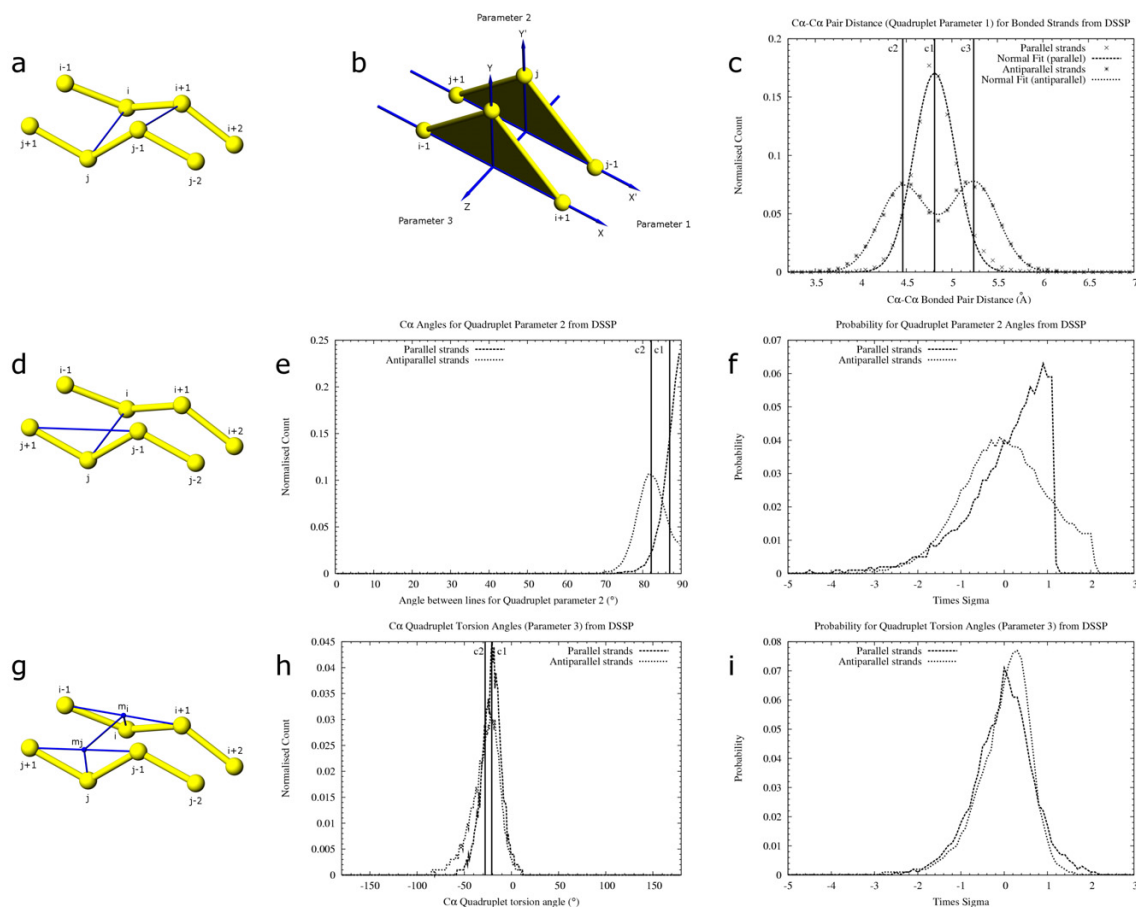 a
i-1
i
i+1
j+1
j-1
i+2
j
j-2
b
Parameter 2
Y'
Y
j
j+1
i-1
j-1
X'
Z
Parameter 3
i+1
X
Parameter 1
c
Cα-Cα Pair Distance (Quadruplet Parameter 1) for Bonded Strands from DSSP
c2
c1
c3
Parallel strands
Normal Fit (parallel)
Antiparallel strands
Normal Fit (antiparallel)
Normalised Count
0.2
0.15
0.1
0.05
0
3.5
4
4.5
5
5.5
6
6.5
7
Cα-Cα Bonded Pair Distance (Å)
d
i-1
i
i+1
j+1
j-1
i+2
j
j-2
e
Cα Angles for Quadruplet Parameter 2 from DSSP
Parallel strands
Antiparallel strands
c2
c1
Normalised Count
0.25
0.2
0.15
0.1
0.05
0
0
10
20
30
40
50
60
70
80
90
Angle between lines for Quadruplet parameter 2 (°)
f
Probability for Quadruplet Parameter 2 Angles from DSSP
Parallel strands
Antiparallel strands
Probability
0.07
0.06
0.05
0.04
0.03
0.02
0.01
0
-5
-4
-3
-2
-1
0
1
2
3
Times Sigma
g
i-1
mi
i+1
i
mj
j+1
j-1
i+2
j
j-2
h
Cα Quadruplet Torsion Angles (Parameter 3) from DSSP
c2
c1
Parallel strands
Antiparallel strands
Normalised Count
0.045
0.04
0.035
0.03
0.025
0.02
0.015
0.01
0.005
0
-150
-100
-50
0
50
100
150
Cα Quadruplet torsion angle (°)
i
Probability for Quadruplet Torsion Angles (Parameter 3) from DSSP
Parallel strands
Antiparallel strands
Probability
0.08
0.07
0.06
0.05
0.04
0.03
0.02
0.01
0
-5
-4
-3
-2
-1
0
1
2
3
Times Sigma